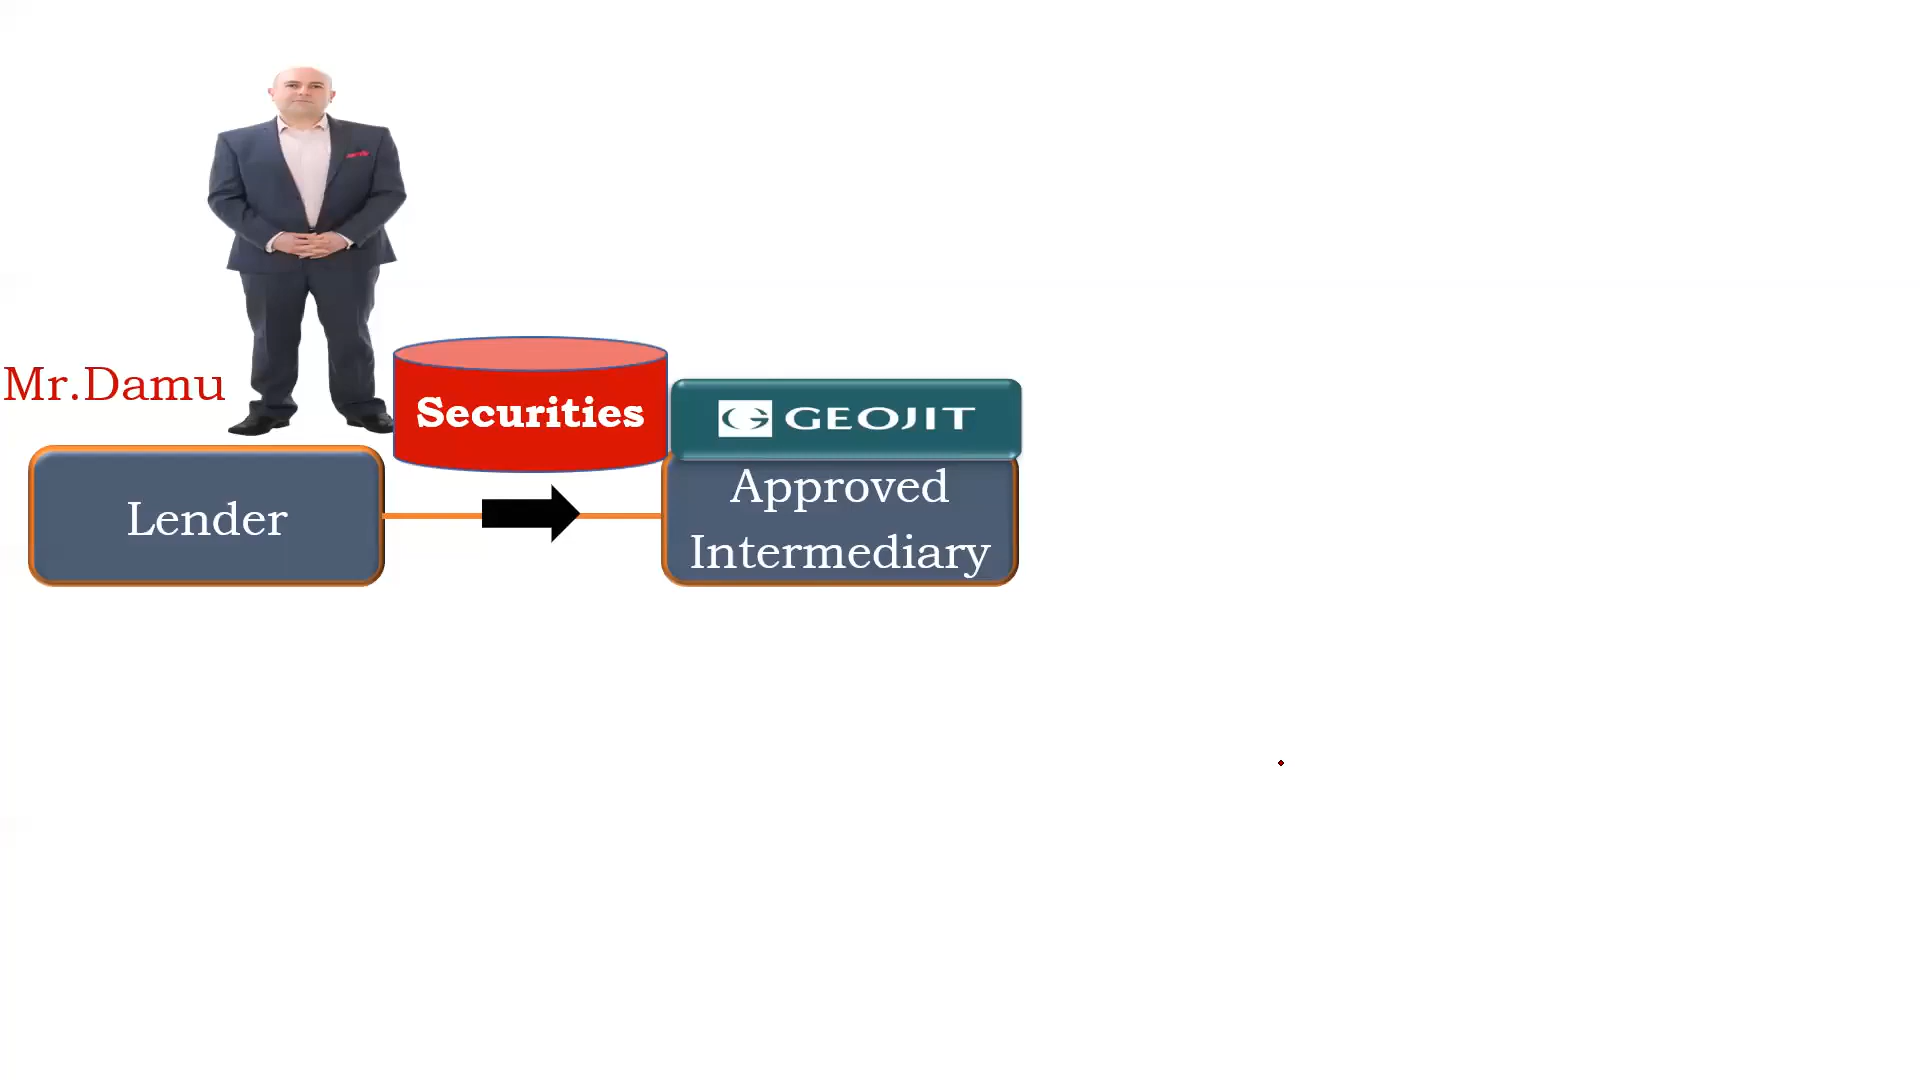 Mr.Damu
Securities
GEOJIT
Lender
Approved
Intermediary